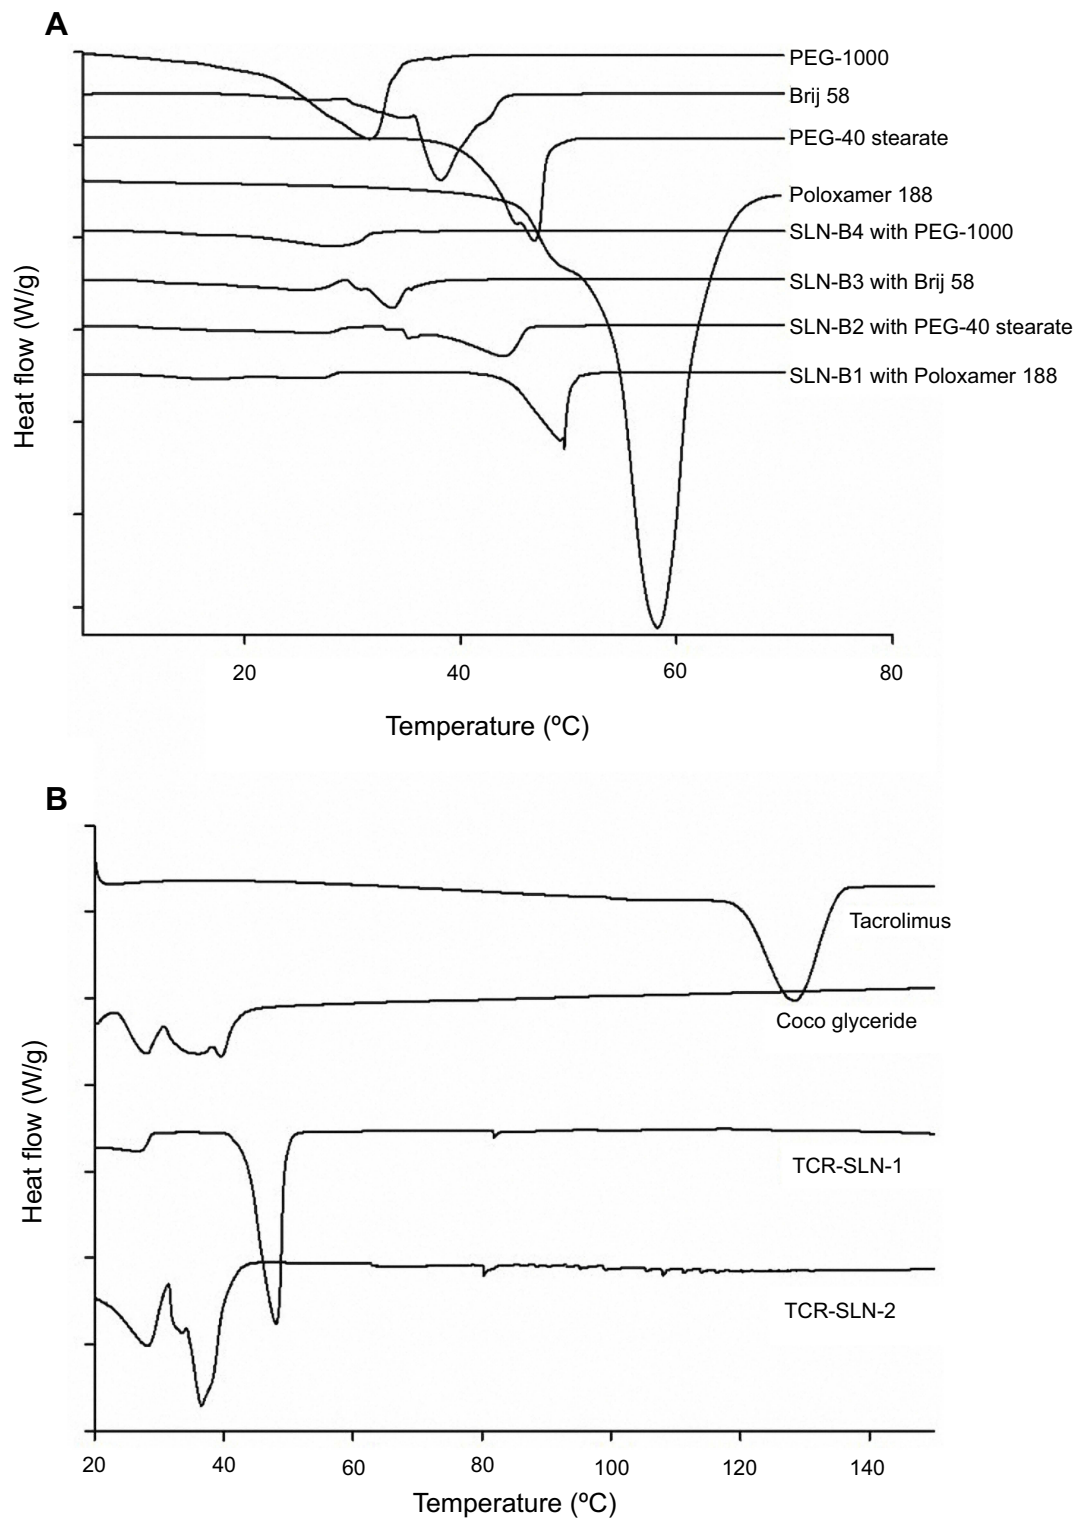 A
PEG-1000
Brij 58
PEG-40 stearate
Poloxamer 188
SLN-B4 with PEG-1000
SLN-B3 with Brij 58
SLN-B2 with PEG-40 stearate
SLN-B1 with Poloxamer 188
Heat flow (W/g)
20 40 60 80
Temperature (ºC)
B
Tacrolimus
Coco glyceride
TCR-SLN-1
TCR-SLN-2
Heat flow (W/g)
20 40 60 80 100 120 140
Temperature (ºC)